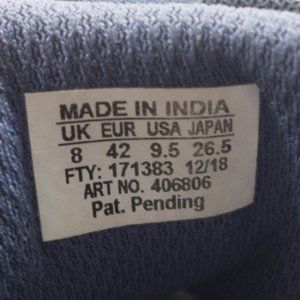 MADE IN INDIA
UK EUR USA JAPAN
8 42 9.5 26.5
FTY: 171383 12/18
ART NO. 406806
Pat. Pending